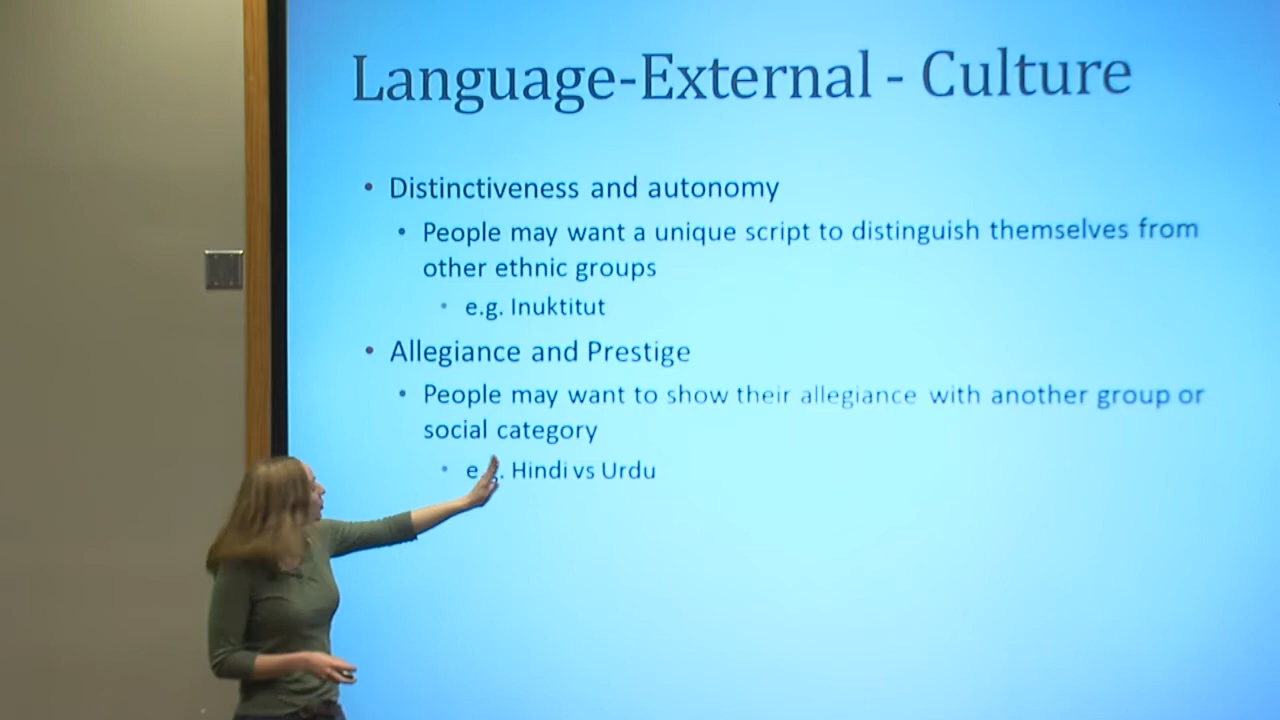 Language-External - Culture
• Distinctiveness and autonomy
• People may want a unique script to distinguish themselves from
other ethnic groups
• e.g. Inuktitut
• Allegiance and Prestige
• People may want to show their allegiance with another group or
social category
• e.g. Hindi vs Urdu